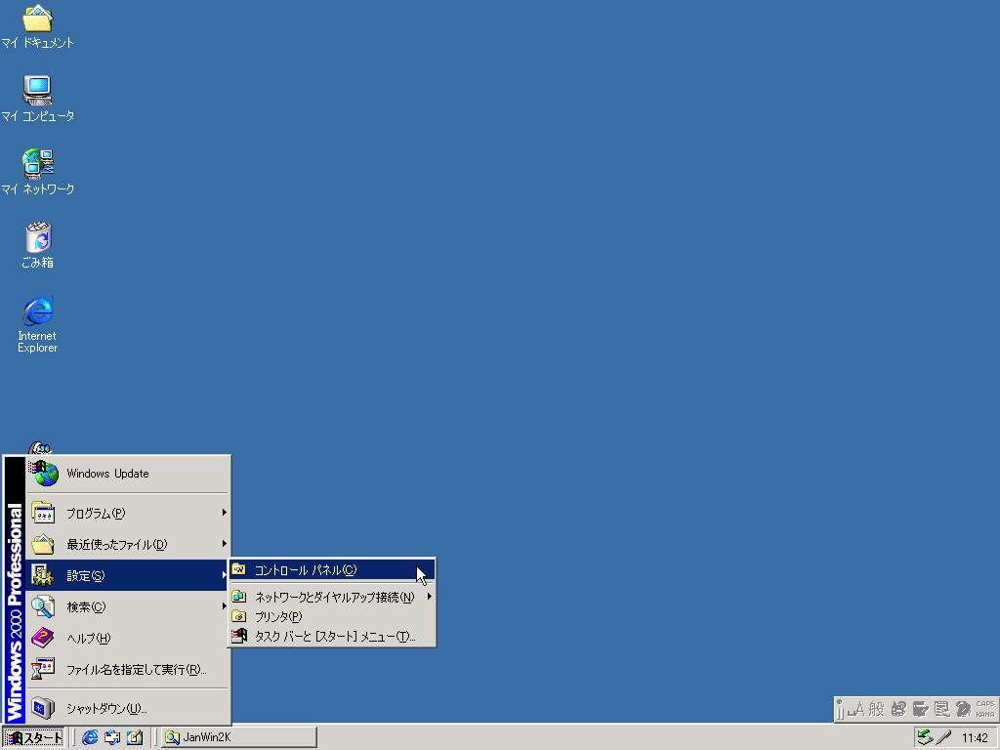 マイ ドキュメント
マイ コンピュータ
マイ ネットワーク
ごみ箱
Internet
Explorer
Windows 2000 Professional
Windows Update
プログラム(P)
最近使ったファイル(D)
設定(S)
検索(C)
ヘルプ(H)
ファイル名を指定して実行(R)...
シャットダウン(U)...
コントロール パネル(C)
ネットワークとダイヤルアップ接続(N)
プリンタ(P)
タスク バーと [スタート] メニュー(T)...
A 般
CAPS
KANA
スタート
JanWin2K
11:42